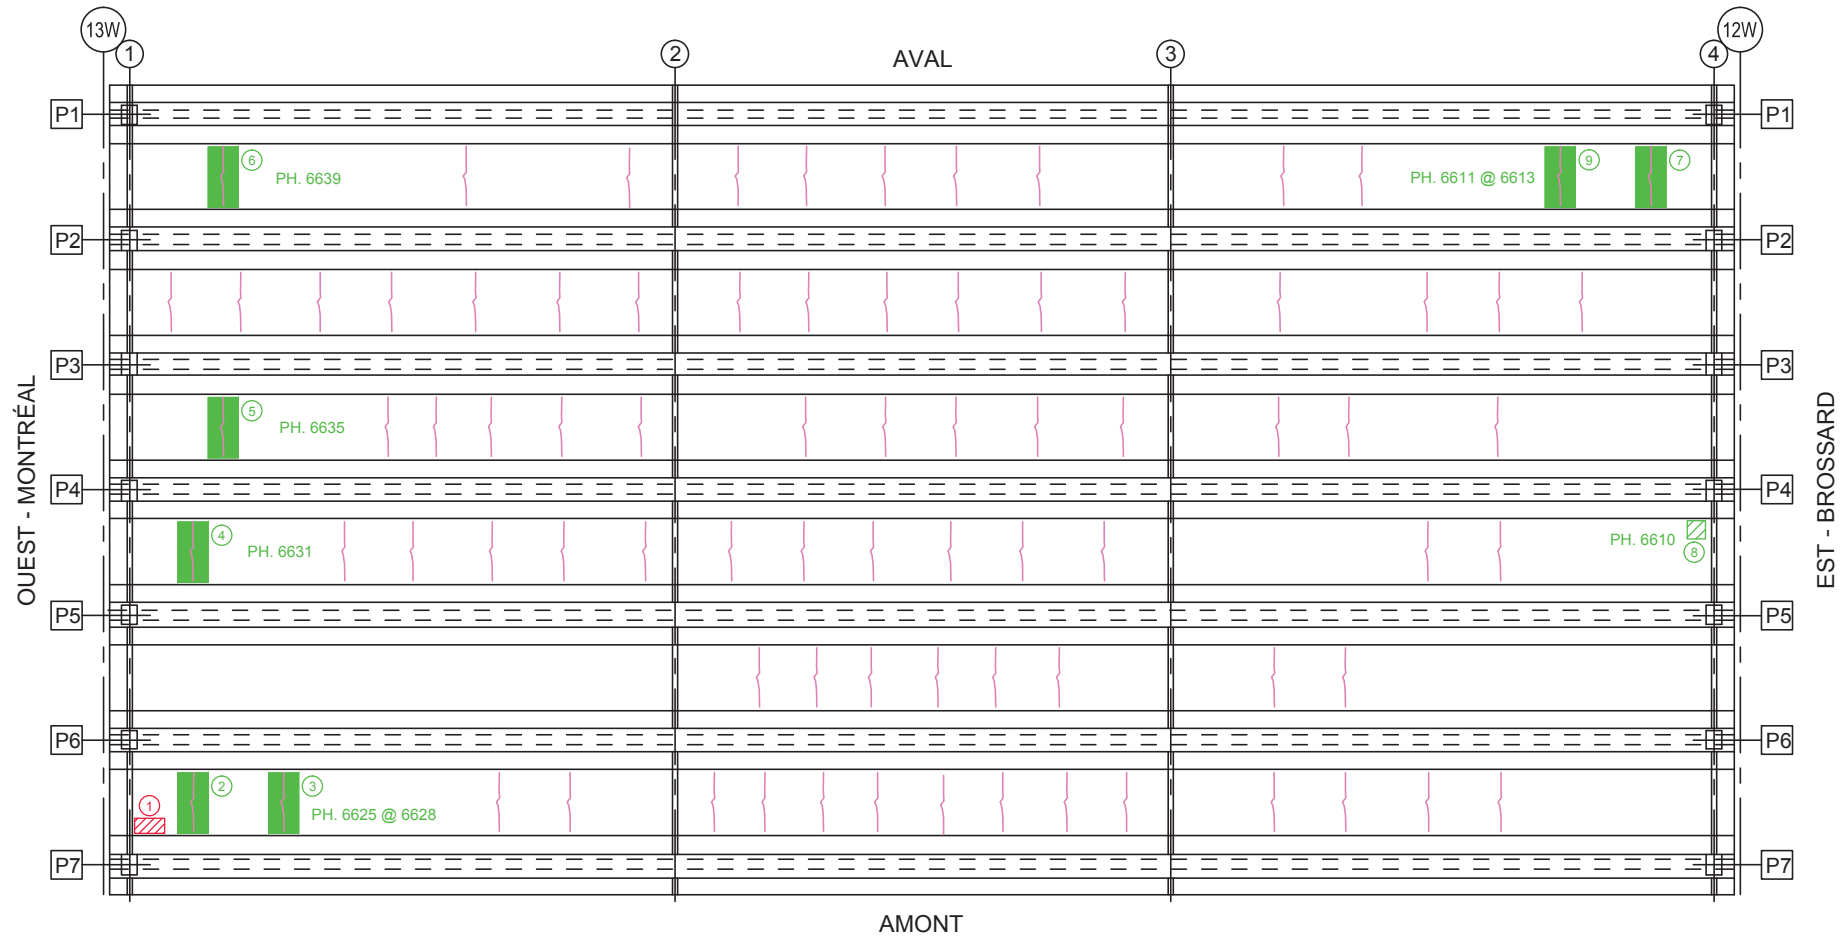 13W
12W
1
2
3
4
AVAL
P1
P1
6
PH. 6639
PH. 6611 @ 6613
9
7
P2
P2
P3
P3
5
PH. 6635
OUEST - MONTRÉAL
EST - BROSSARD
P4
P4
4
PH. 6631
PH. 6610
8
P5
P5
P6
P6
1
2
3
PH. 6625 @ 6628
P7
P7
AMONT